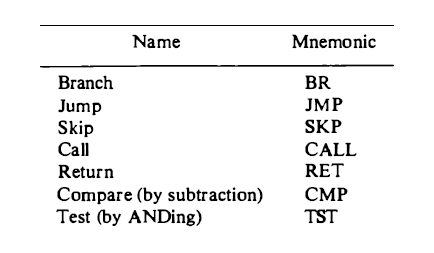 Name Mnemonic
Branch BR
Jump JMP
Skip SKP
Call CALL
Return RET
Compare (by subtraction) CMP
Test (by ANDing) TST